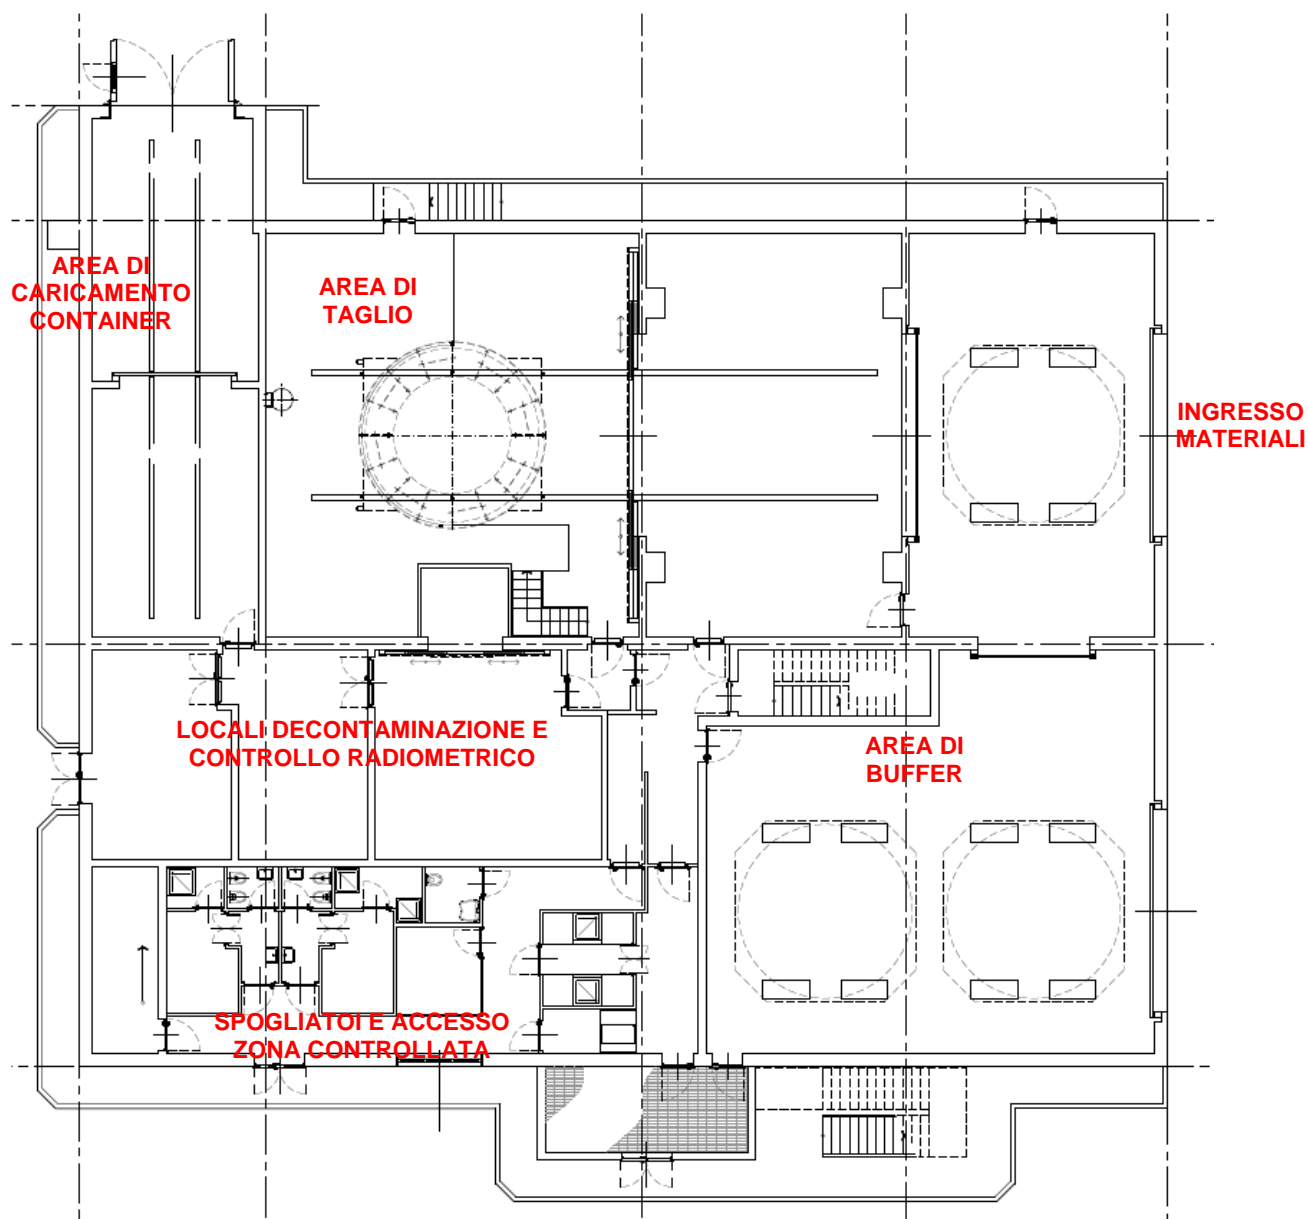 AREA DI
CARICAMENTO
CONTAINER
AREA DI
TAGLIO
INGRESSO
MATERIALI
LOCALI DECONTAMINAZIONE E
CONTROLLO RADIOMETRICO
AREA DI
BUFFER
SPOGLIATOI E ACCESSO
ZONA CONTROLLATA